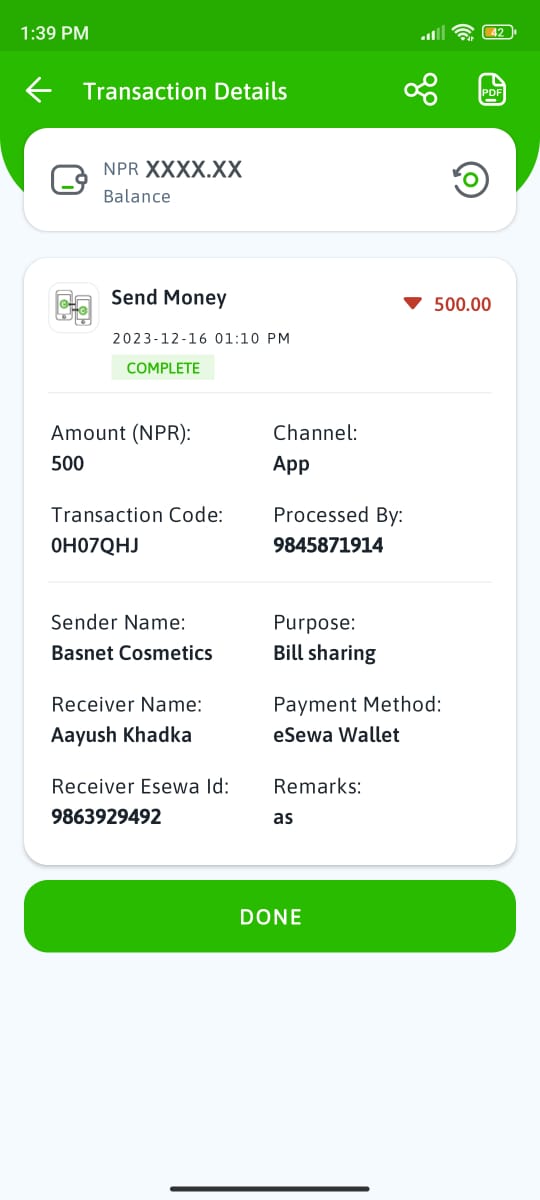 1:39 PM
42
Transaction Details
PDF
NPR XXXX.XX
Balance
Send Money
500.00
2023-12-16 01:10 PM
COMPLETE
Amount (NPR):
Channel:
500
App
Transaction Code:
Processed By:
0H07QHJ
9845871914
Sender Name:
Purpose:
Basnet Cosmetics
Bill sharing
Receiver Name:
Payment Method:
Aayush Khadka
eSewa Wallet
Receiver Esewa Id:
Remarks:
9863929492
as
DONE